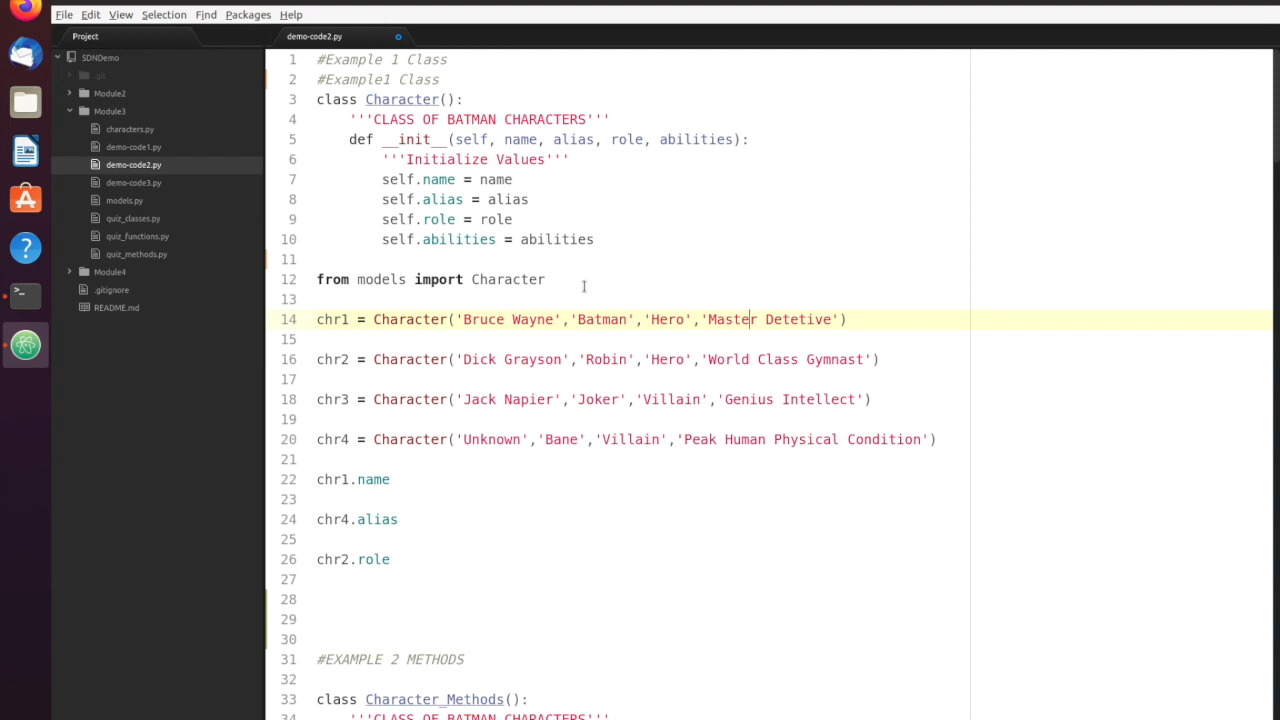 File Edit View Selection Find Packages Help
Project
demo-code2.py
SDNDemo
.git
Module2
Module3
characters.py
demo-code1.py
demo-code2.py
demo-code3.py
models.py
quiz_classes.py
quiz_functions.py
quiz_methods.py
Module4
.gitignore
README.md
1 #Example 1 Class
2 #Example1 Class
3 class Character():
4 '''CLASS OF BATMAN CHARACTERS'''
5 def __init__(self, name, alias, role, abilities):
6 '''Initialize Values'''
7 self.name = name
8 self.alias = alias
9 self.role = role
10 self.abilities = abilities
11
12 from models import Character
13
14 chr1 = Character('Bruce Wayne','Batman','Hero','Master Detetive')
15
16 chr2 = Character('Dick Grayson','Robin','Hero','World Class Gymnast')
17
18 chr3 = Character('Jack Napier','Joker','Villain','Genius Intellect')
19
20 chr4 = Character('Unknown','Bane','Villain','Peak Human Physical Condition')
21
22 chr1.name
23
24 chr4.alias
25
26 chr2.role
27
28
29
30
31 #EXAMPLE 2 METHODS
32
33 class Character_Methods():
34 '''CLASS OF BATMAN CHARACTERS'''